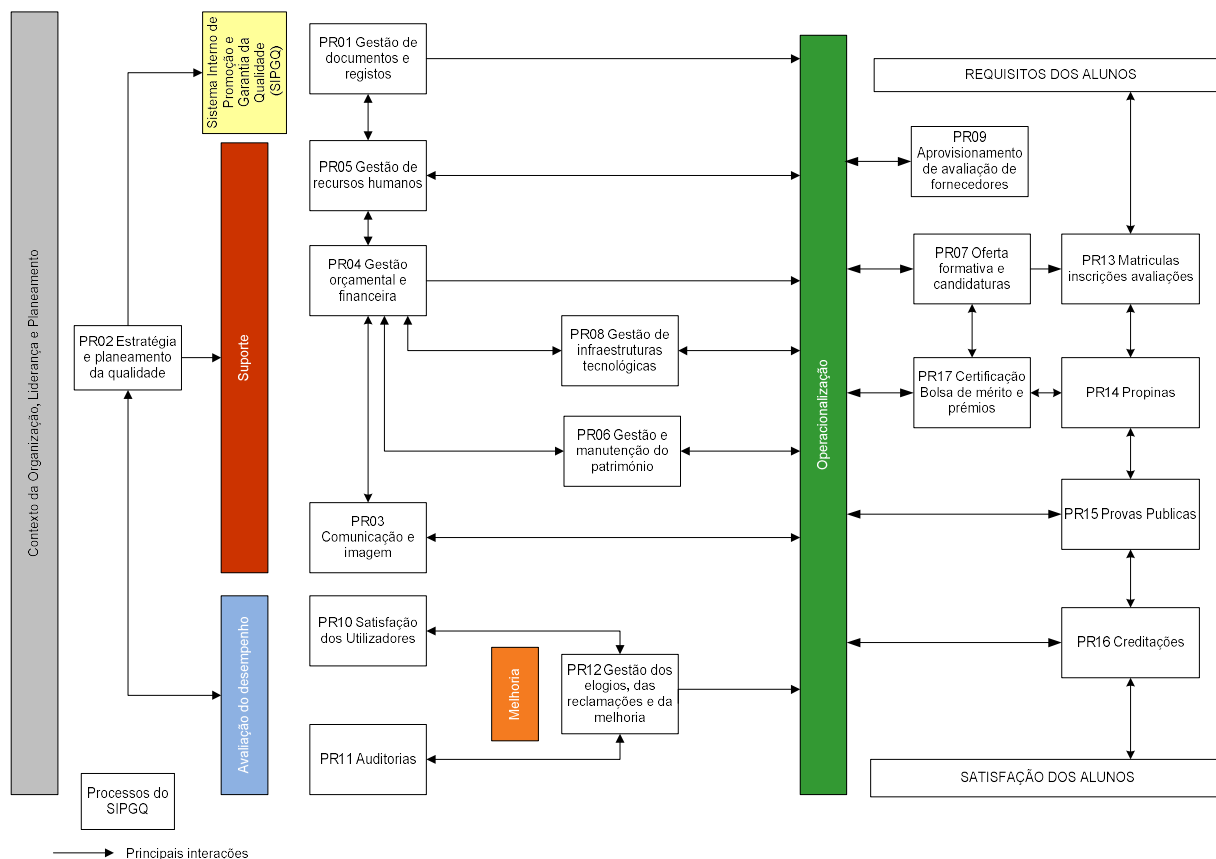 Contexto da Organização, Liderança e Planeamento
PR02 Estratégia
e planeamento
da qualidade
Processos do
SIPGQ
Principais interações
Sistema Interno de
Promoção e
Garantia da
Qualidade
(SIPGQ)
Suporte
Avaliação do desempenho
PR01 Gestão de
documentos e
registos
PR05 Gestão de
recursos humanos
PR04 Gestão
orçamental e
financeira
PR08 Gestão de
infraestruturas
tecnológicas
PR06 Gestão e
manutenção do
património
PR03
Comunicação e
imagem
PR10 Satisfação
dos Utilizadores
Melhoria
PR12 Gestão dos
elogios, das
reclamações e da
melhoria
PR11 Auditorias
Operacionalização
REQUISITOS DOS ALUNOS
PR09
Aprovisionamento
de avaliação de
fornecedores
PR07 Oferta
formativa e
candidaturas
PR13 Matriculas
inscrições avaliações
PR17 Certificação
Bolsa de mérito e
prémios
PR14 Propinas
PR15 Provas Publicas
PR16 Creditações
SATISFAÇÃO DOS ALUNOS